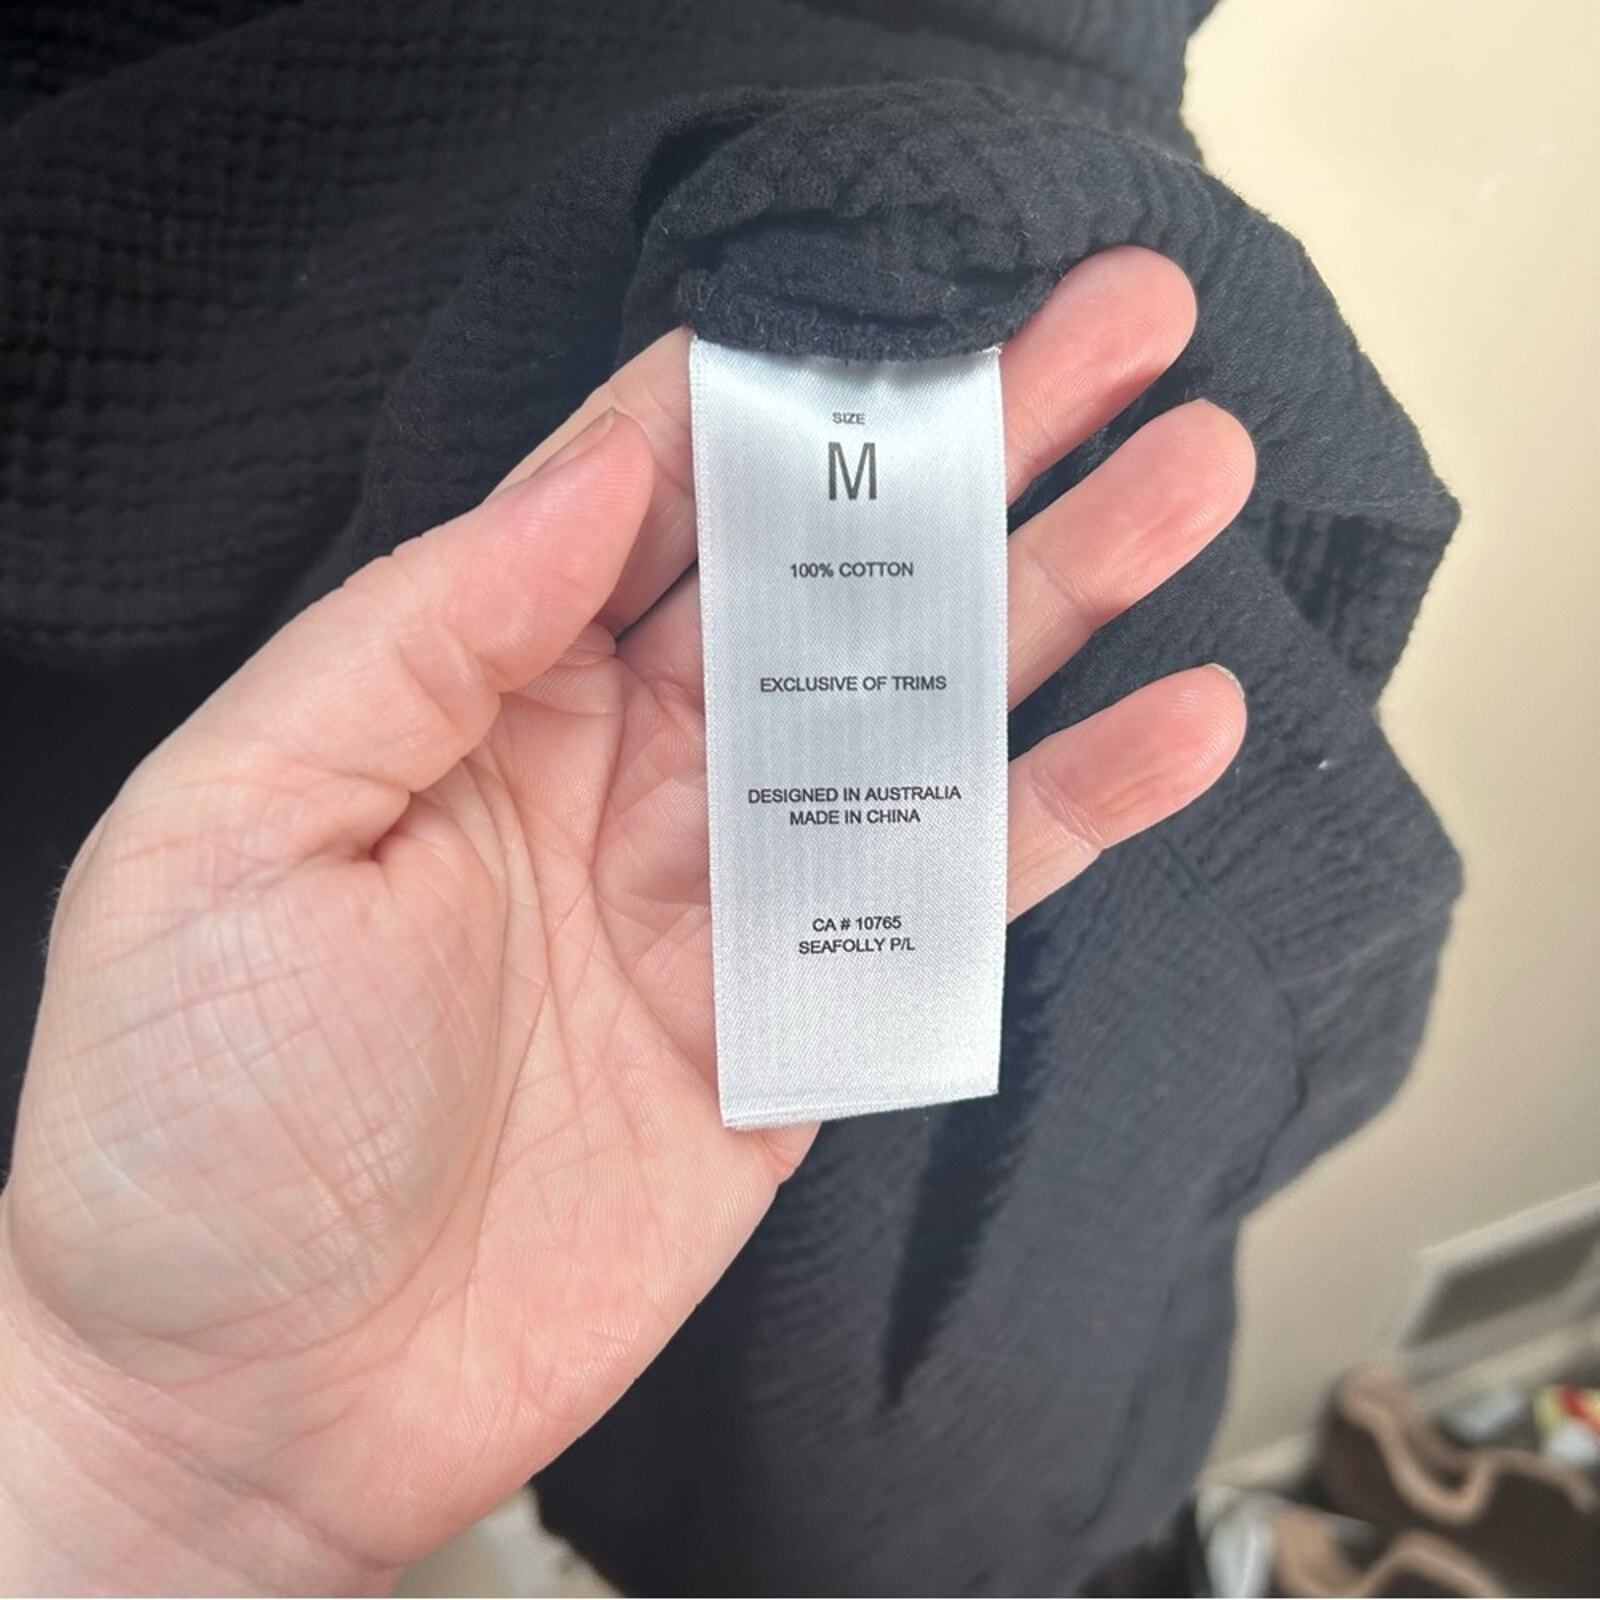 SIZE
M
100% COTTON
EXCLUSIVE OF TRIMS
DESIGNED IN AUSTRALIA
MADE IN CHINA
CA # 10765
SEAFOLLY P/L